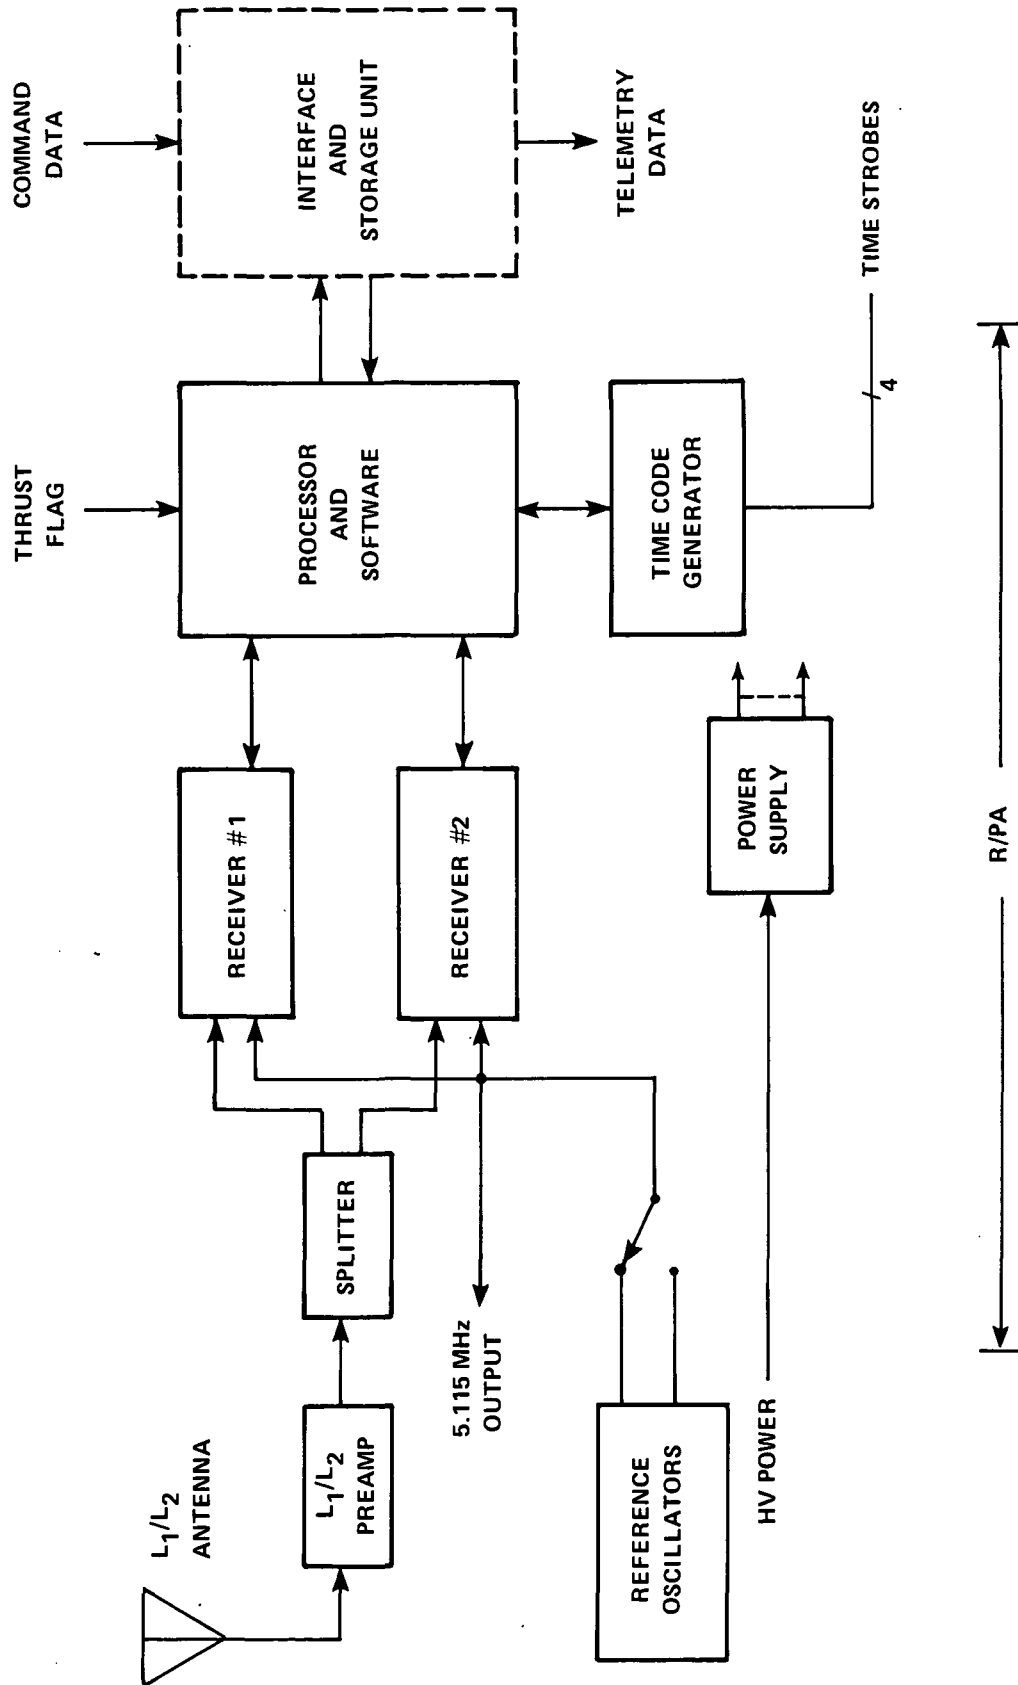 L1/L2
ANTENNA
L1/L2
PREAMP
SPLITTER
5.115 MHz
OUTPUT
REFERENCE
OSCILLATORS
HV POWER
RECEIVER #1
RECEIVER #2
POWER
SUPPLY
THRUST
FLAG
PROCESSOR
AND
SOFTWARE
TIME CODE
GENERATOR
4
TIME STROBES
COMMAND
DATA
INTERFACE
AND
STORAGE UNIT
TELEMETRY
DATA
R/PA